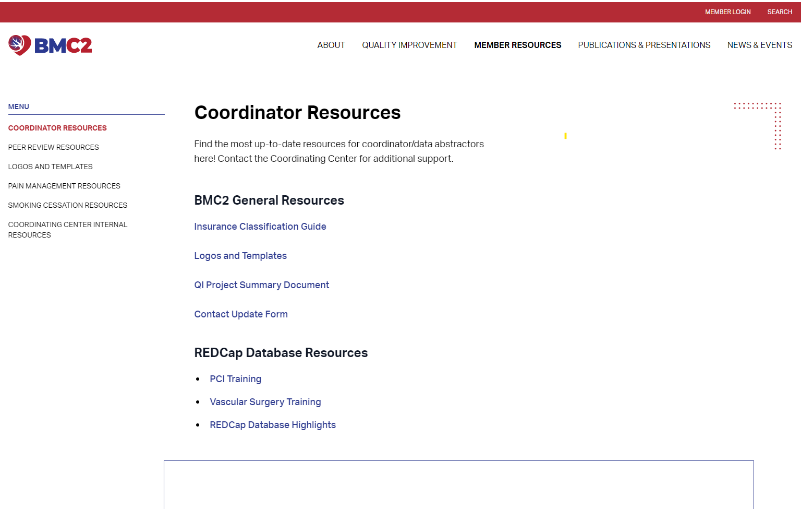 MEMBER LOGIN SEARCH
BMC2
ABOUT QUALITY IMPROVEMENT MEMBER RESOURCES PUBLICATIONS & PRESENTATIONS NEWS & EVENTS
MENU
COORDINATOR RESOURCES
PEER REVIEW RESOURCES
LOGOS AND TEMPLATES
PAIN MANAGEMENT RESOURCES
SMOKING CESSATION RESOURCES
COORDINATING CENTER INTERNAL
RESOURCES
Coordinator Resources
Find the most up-to-date resources for coordinator/data abstractors
here! Contact the Coordinating Center for additional support.
BMC2 General Resources
Insurance Classification Guide
Logos and Templates
QI Project Summary Document
Contact Update Form
REDCap Database Resources
PCI Training
Vascular Surgery Training
REDCap Database Highlights